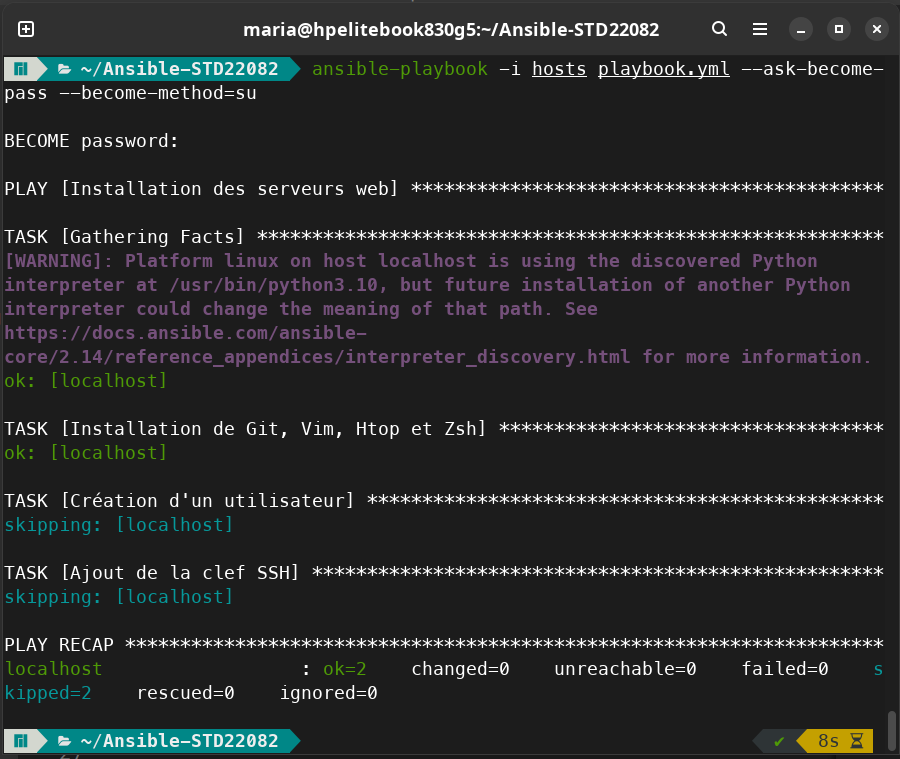 maria@hpelitebook830g5:~/Ansible-STD22082
~/Ansible-STD22082 ansible-playbook -i hosts playbook.yml --ask-become-
pass --become-method=su
BECOME password:
PLAY [Installation des serveurs web] *******************************************
TASK [Gathering Facts] *********************************************************
[WARNING]: Platform linux on host localhost is using the discovered Python
interpreter at /usr/bin/python3.10, but future installation of another Python
interpreter could change the meaning of that path. See
https://docs.ansible.com/ansible-
core/2.14/reference_appendices/interpreter_discovery.html for more information.
ok: [localhost]
TASK [Installation de Git, Vim, Htop et Zsh] ***********************************
ok: [localhost]
TASK [Création d'un utilisateur] ***********************************************
skipping: [localhost]
TASK [Ajout de la clef SSH] ****************************************************
skipping: [localhost]
PLAY RECAP *********************************************************************
localhost                  : ok=2    changed=0    unreachable=0    failed=0    s
kipped=2    rescued=0    ignored=0
~/Ansible-STD22082 ✔ 8s